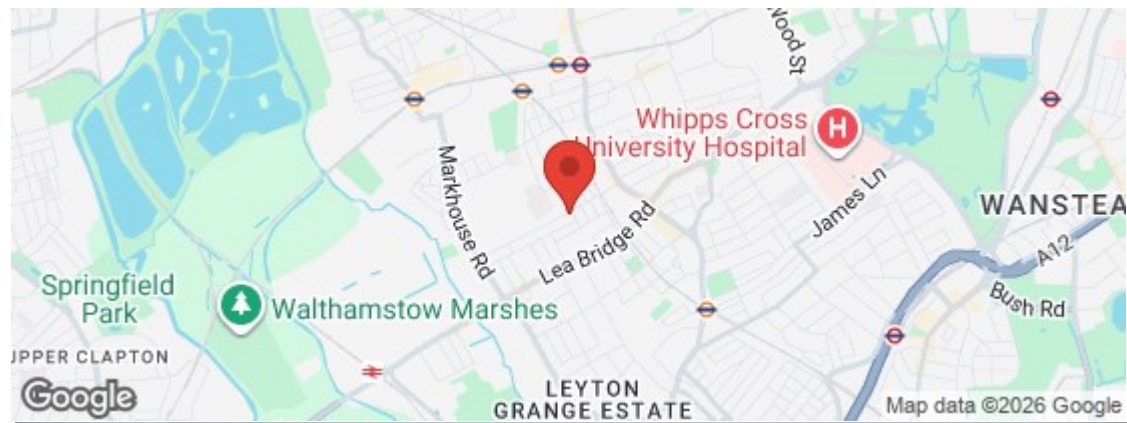 Wood St
Whipps Cross
University Hospital
H
Markhouse Rd
James Ln
WANSTEA
Lea Bridge Rd
A12
Springfield
Park
Walthamstow Marshes
Bush Rd
UPPER CLAPTON
LEYTON
GRANGE ESTATE
Google
Map data ©2026 Google